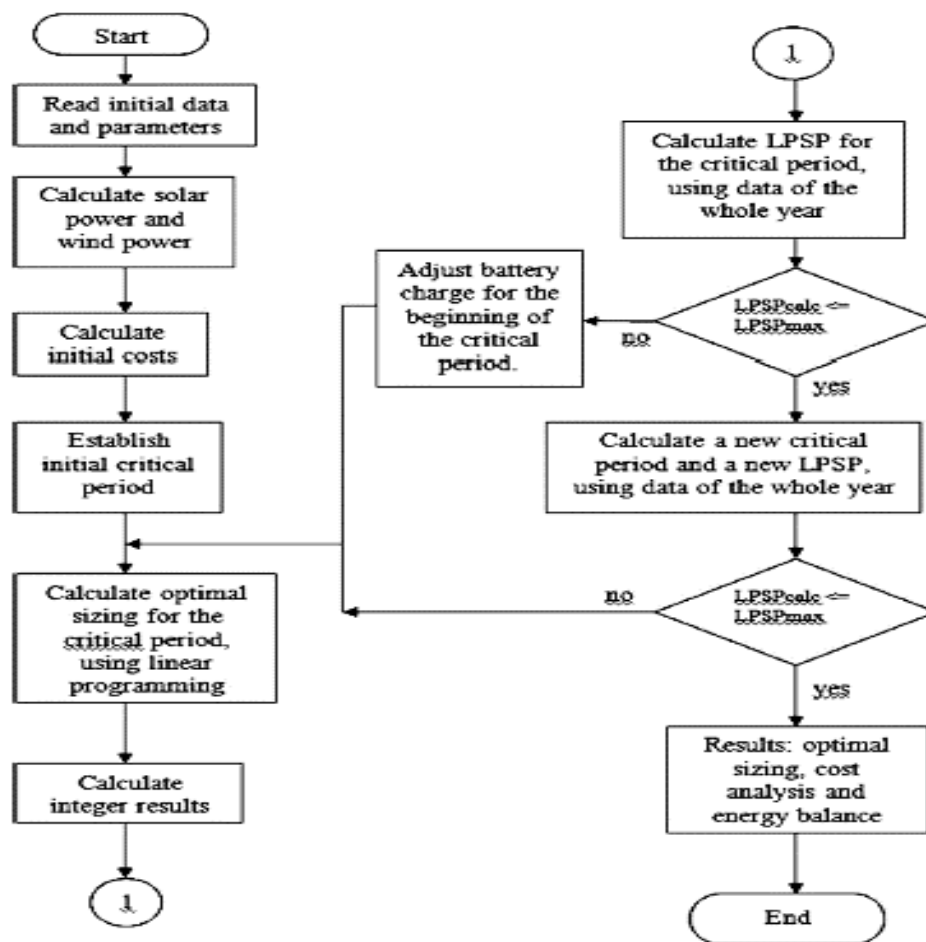 Start
Read initial data
and parameters
Calculate solar
power and
wind power
Calculate
initial costs
Establish
initial critical
period
Calculate optimal
sizing for the
critical period,
using linear
programming
Calculate
integer results
1
1
Calculate LPSP for
the critical period,
using data of the
whole year
LPSPcalc <=
LPSPmax
no
yes
Adjust battery
charge for the
beginning of
the critical
period.
Calculate a new critical
period and a new LPSP,
using data of the whole year
LPSPcalc <=
LPSPmax
no
yes
Results: optimal
sizing, cost
analysis and
energy balance
End